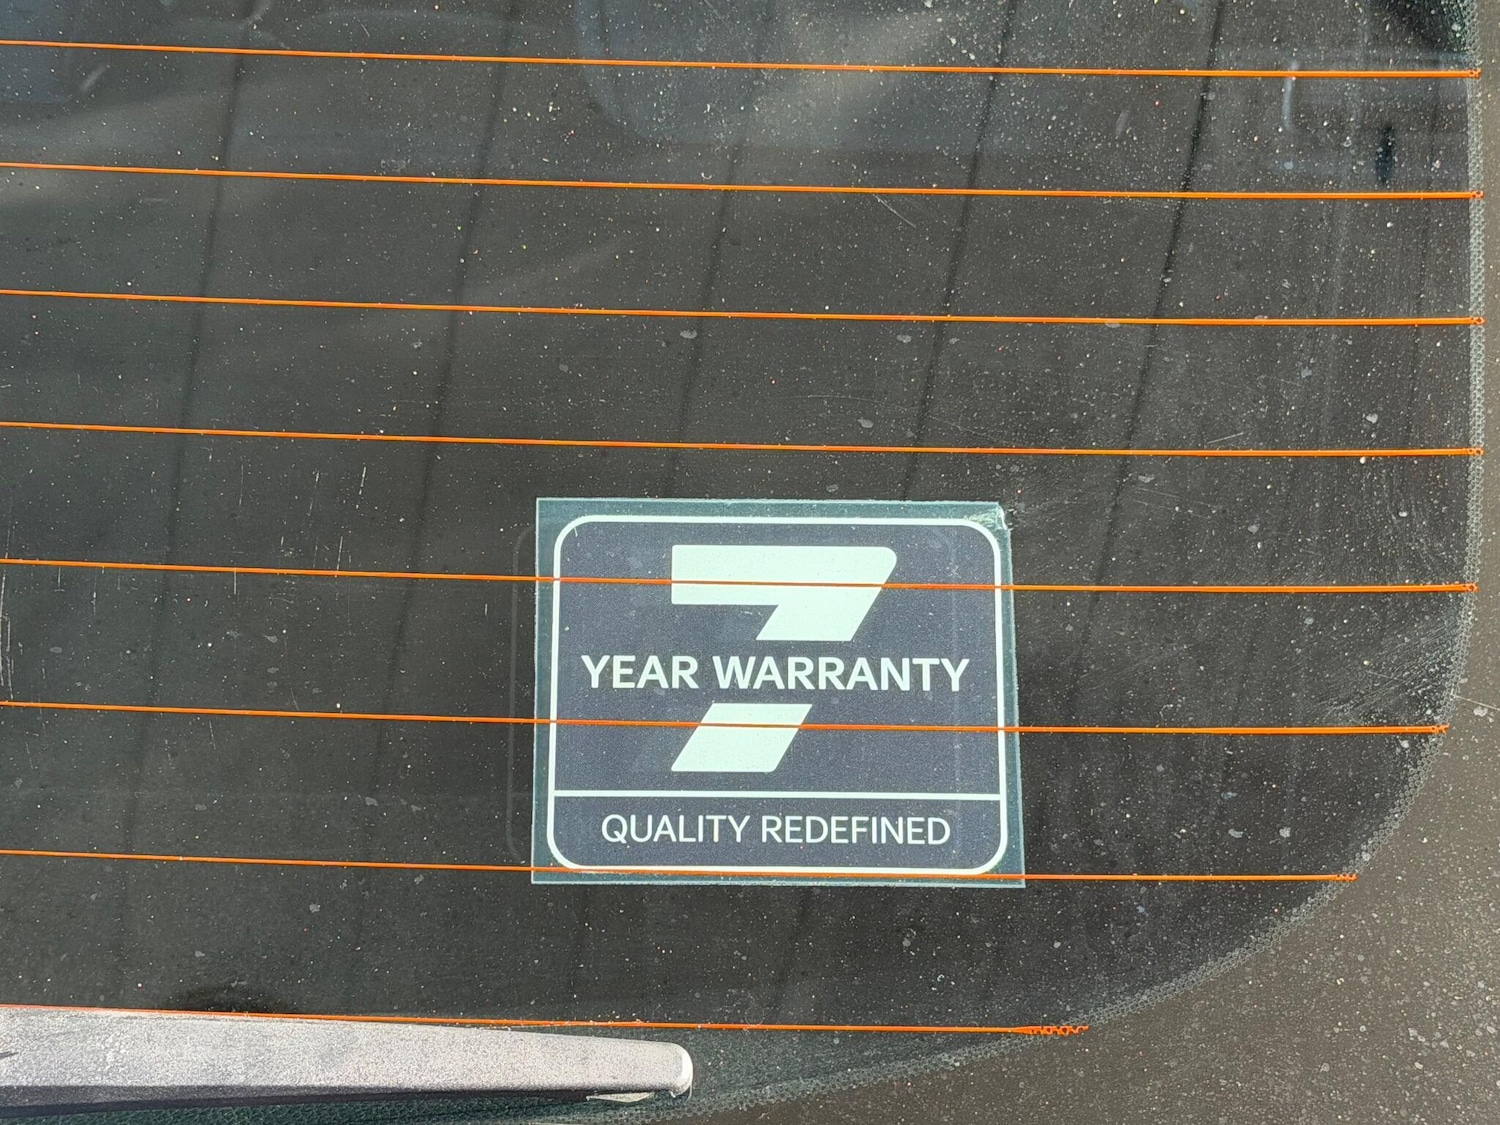 7
YEAR WARRANTY
QUALITY REDEFINED